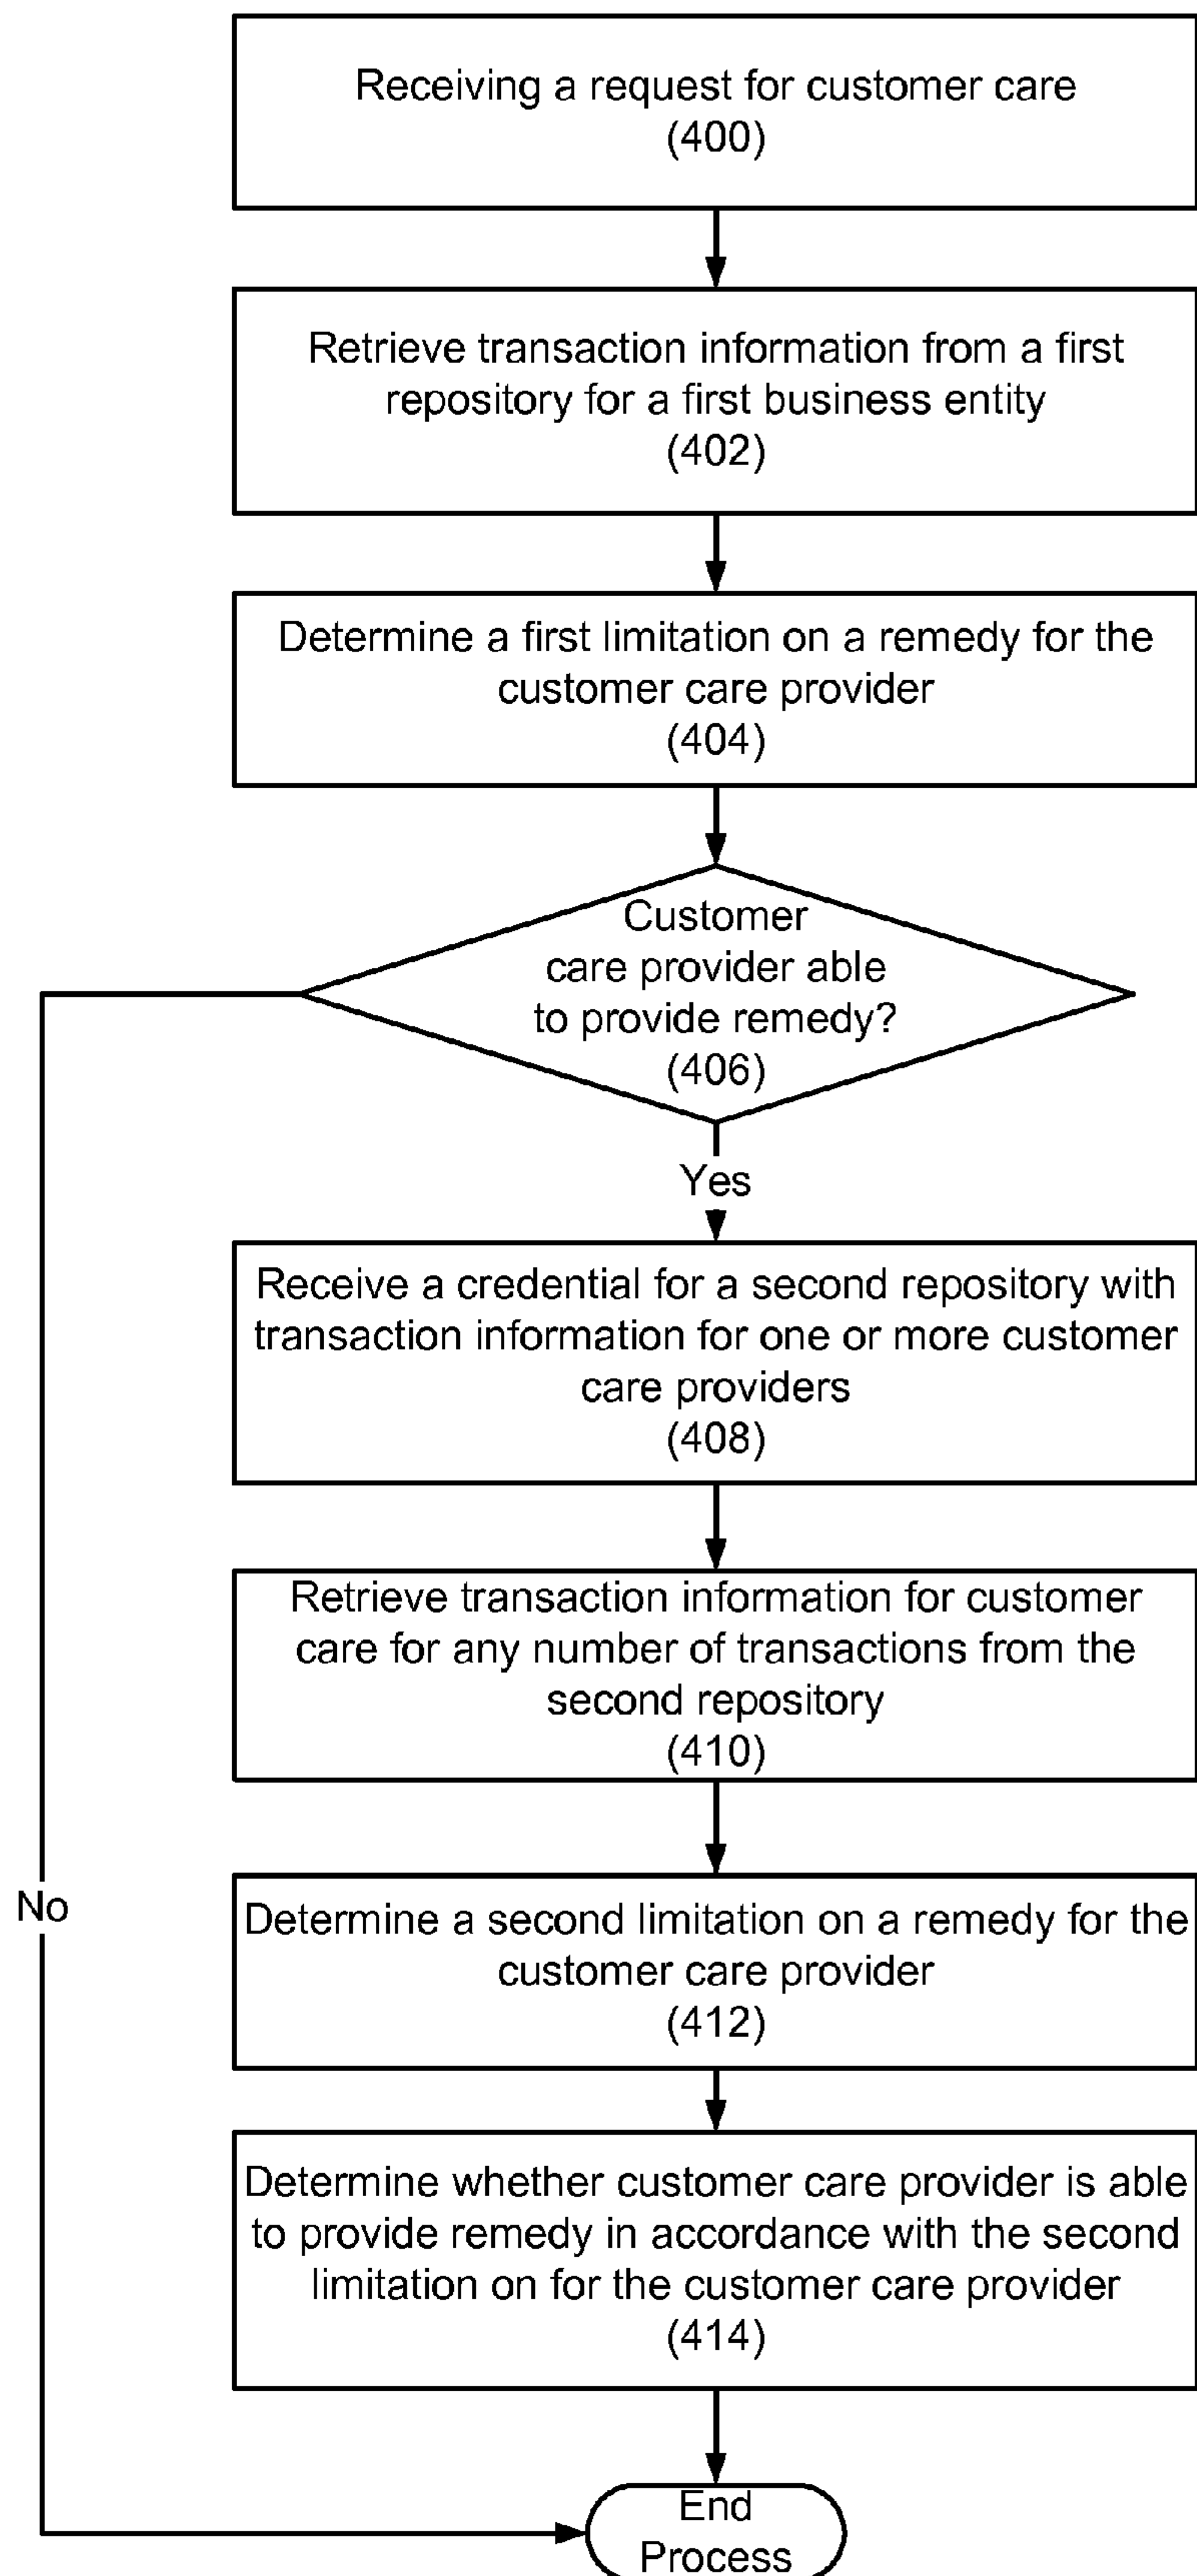 Receiving a request for customer care
(400)
Retrieve transaction information from a first
repository for a first business entity
(402)
Determine a first limitation on a remedy for the
customer care provider
(404)
Customer
care provider able
to provide remedy?
(406)
Yes
Receive a credential for a second repository with
transaction information for one or more customer
care providers
(408)
Retrieve transaction information for customer
care for any number of transactions from the
second repository
(410)
No
Determine a second limitation on a remedy for the
customer care provider
(412)
Determine whether customer care provider is able
to provide remedy in accordance with the second
limitation on for the customer care provider
(414)
End
Process